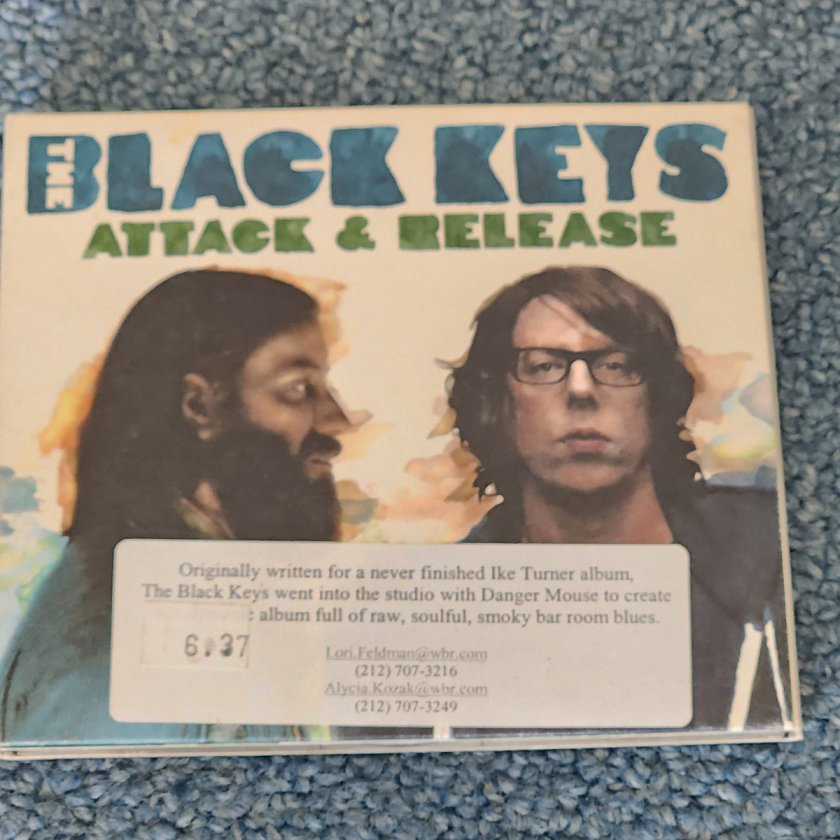 THE BLACK KEYS
ATTACK & RELEASE
Originally written for a never finished Ike Turner album,
The Black Keys went into the studio with Danger Mouse to create
album full of raw, soulful, smoky bar room blues.
6.37
Lori.Feldman@wbr.com
(212) 707-3216
Alycia.Kozak@wbr.com
(212) 707-3249